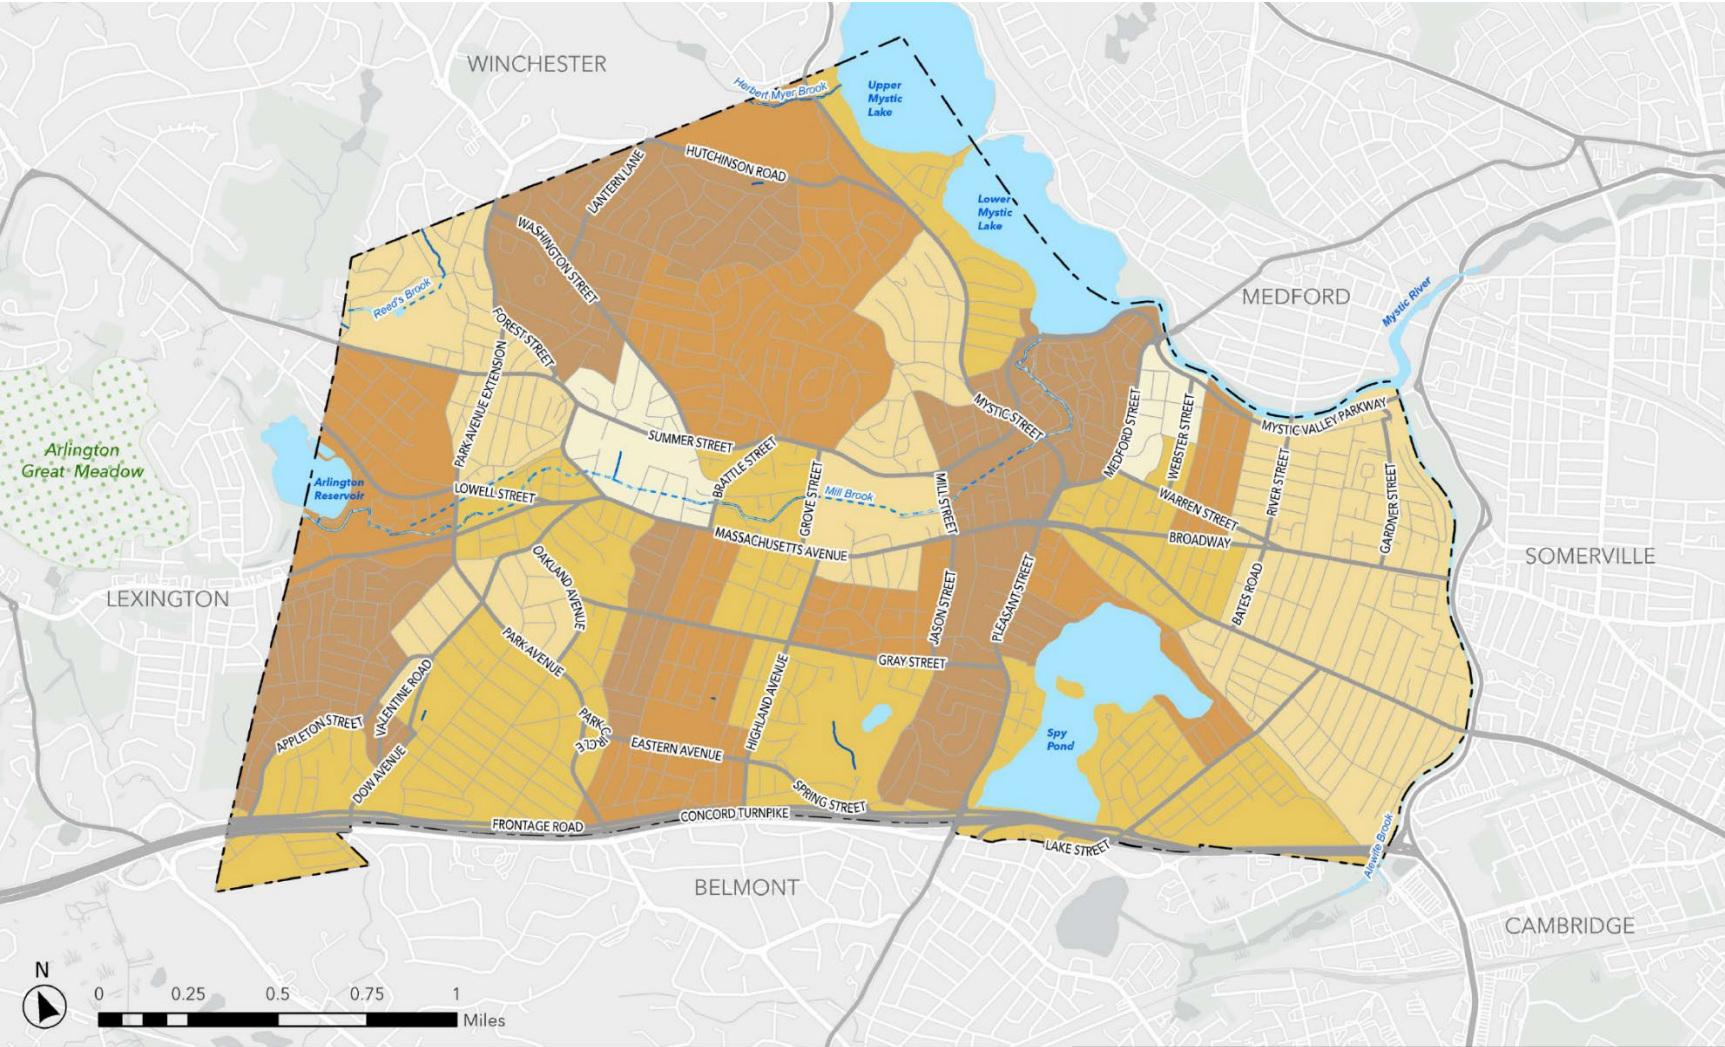 WINCHESTER
Herbert Myer Brook
Upper
Mystic
Lake
HUTCHINSON ROAD
LANTERN LANE
Lower
Mystic
Lake
WASHINGTON STREET
Reed's Brook
MEDFORD
Mystic River
FOREST STREET
PARK AVENUE EXTENSION
MYSTIC STREET
MEDFORD STREET
WEBSTER STREET
MYSTIC VALLEY PARKWAY
Arlington
Great Meadow
SUMMER STREET
BRATTLE STREET
Arlington
Reservoir
LOWELL STREET
Mill Brook
GROVE STREET
MILL STREET
WARREN STREET
RIVER STREET
GARDNER STREET
MASSACHUSETTS AVENUE
BROADWAY
SOMERVILLE
LEXINGTON
OAKLAND AVENUE
JASON STREET
PLEASANT STREET
BATES ROAD
PARK AVENUE
GRAY STREET
VALENTINE ROAD
HIGHLAND AVENUE
APPLETON STREET
PARK CIRCLE
EASTERN AVENUE
Spy
Pond
DOW AVENUE
SPRING STREET
CONCORD TURNPIKE
FRONTAGE ROAD
LAKE STREET
Alewife Brook
BELMONT
CAMBRIDGE
N
0 0.25 0.5 0.75 1
Miles